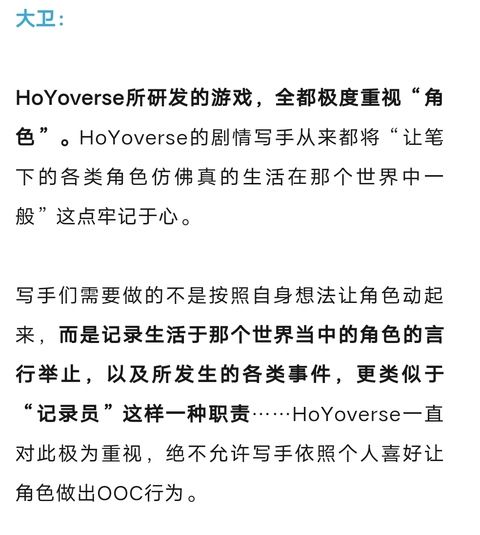 大卫：
HoYoverse所研发的游戏，全都极度重视“角
色”。HoYoverse的剧情写手从来都将“让笔
下的各类角色仿佛真的生活在那个世界中一
般”这点牢记于心。
写手们需要做的不是按照自身想法让角色动起
来，而是记录生活于那个世界当中的角色的言
行举止，以及所发生的各类事件，更类似于
“记录员”这样一种职责……HoYoverse一直
对此极为重视，绝不允许写手依照个人喜好让
角色做出OOC行为。